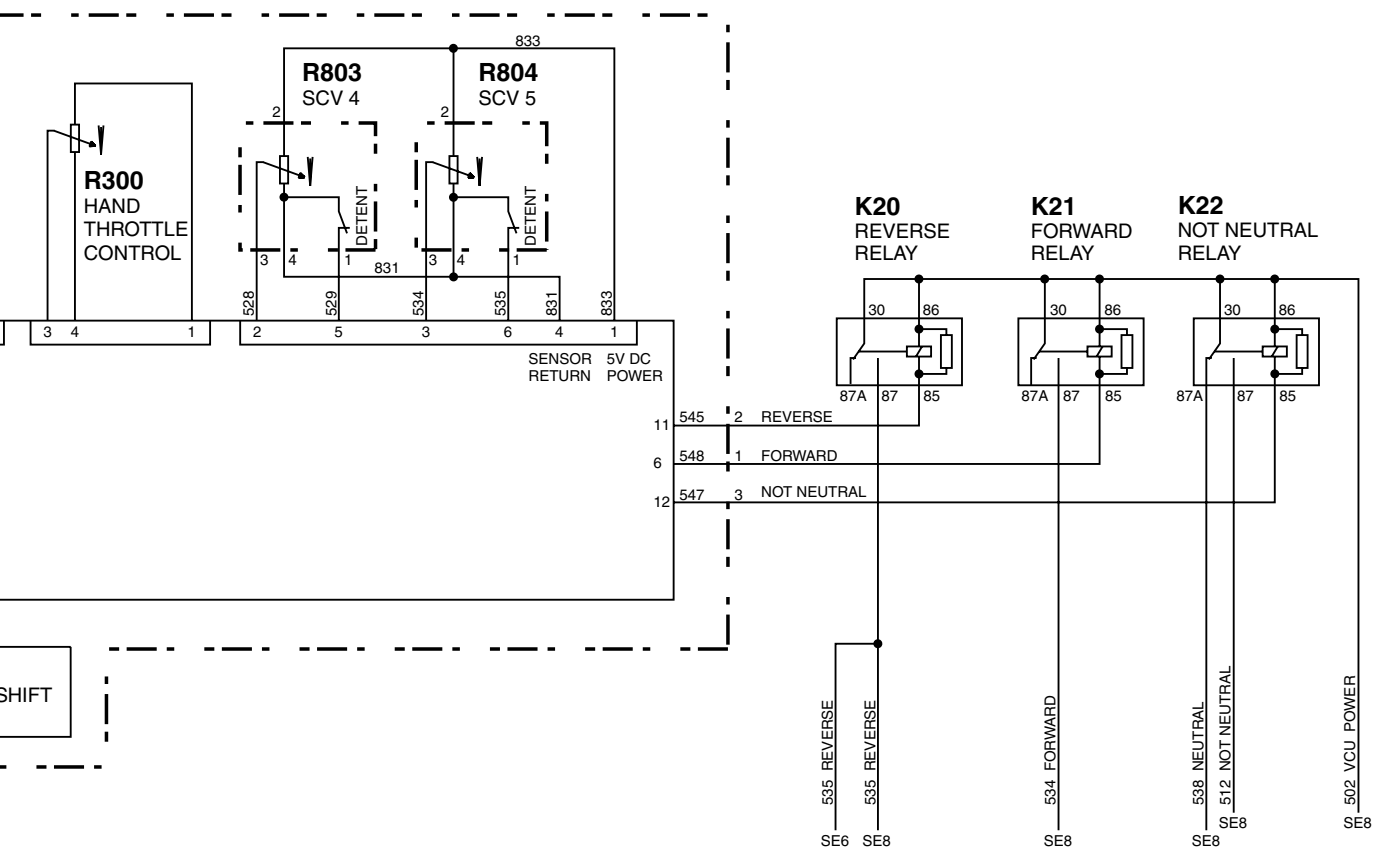 833
R803
SCV 4
R804
SCV 5
2
2
R300
HAND
THROTTLE
CONTROL
DETENT
DETENT
3 4 1
3 4 1
831
528
529
534
535
831
833
3 4 1
2 5 3 6 4 1
SENSOR
RETURN
5V DC
POWER
K20
REVERSE
RELAY
K21
FORWARD
RELAY
K22
NOT NEUTRAL
RELAY
30 86
30 86
30 86
87A 87 85
87A 87 85
87A 87 85
11 545 2 REVERSE
6 548 1 FORWARD
12 547 3 NOT NEUTRAL
SHIFT
535 REVERSE
535 REVERSE
534 FORWARD
538 NEUTRAL
512 NOT NEUTRAL
502 VCU POWER
SE6
SE8
SE8
SE8
SE8
SE8